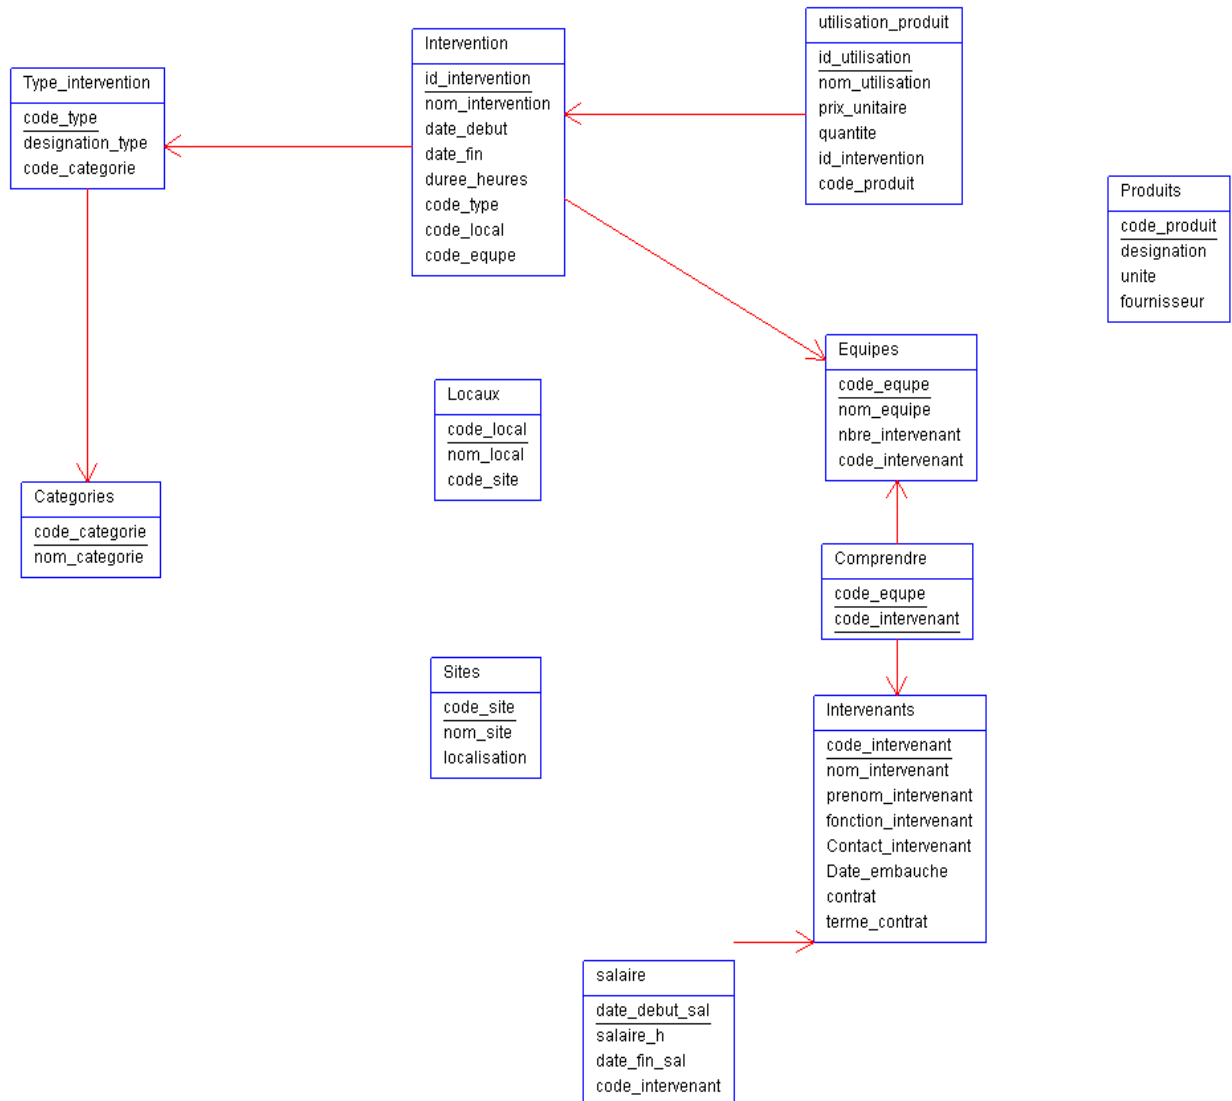 Type_intervention
code_type
designation_type
code_categorie
Intervention
id_intervention
nom_intervention
date_debut
date_fin
duree_heures
code_type
code_local
code_equpe
utilisation_produit
id_utilisation
nom_utilisation
prix_unitaire
quantite
id_intervention
code_produit
Produits
code_produit
designation
unite
fournisseur
Equipes
code_equpe
nom_equipe
nbre_intervenant
code_intervenant
Locaux
code_local
nom_local
code_site
Categories
code_categorie
nom_categorie
Comprendre
code_equpe
code_intervenant
Sites
code_site
nom_site
localisation
Intervenants
code_intervenant
nom_intervenant
prenom_intervenant
fonction_intervenant
Contact_intervenant
Date_embauche
contrat
terme_contrat
salaire
date_debut_sal
salaire_h
date_fin_sal
code_intervenant